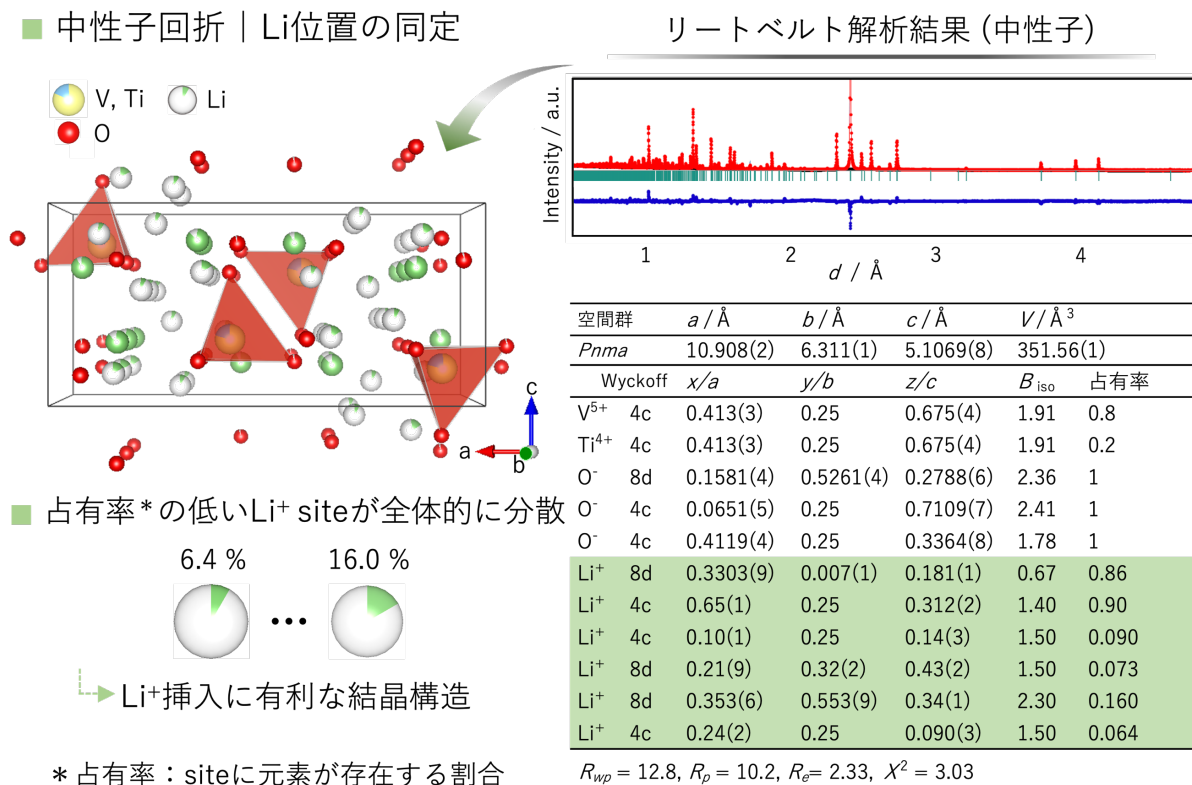 中性子回折｜Li位置の同定
V, Ti
Li
O
a
b
c
占有率*の低いLi⁺ siteが全体的に分散
6.4 %
•••
16.0 %
Li⁺挿入に有利な結晶構造
* 占有率：siteに元素が存在する割合
リートベルト解析結果 (中性子)
Intensity / a.u.
1 2 3 4
d / Å
空間群 a / Å b / Å c / Å V / Å³
Pnma 10.908(2) 6.311(1) 5.1069(8) 351.56(1)
Wyckoff x/a y/b z/c B iso 占有率
V⁵⁺ 4c 0.413(3) 0.25 0.675(4) 1.91 0.8
Ti⁴⁺ 4c 0.413(3) 0.25 0.675(4) 1.91 0.2
O⁻ 8d 0.1581(4) 0.5261(4) 0.2788(6) 2.36 1
O⁻ 4c 0.0651(5) 0.25 0.7109(7) 2.41 1
O⁻ 4c 0.4119(4) 0.25 0.3364(8) 1.78 1
Li⁺ 8d 0.3303(9) 0.007(1) 0.181(1) 0.67 0.86
Li⁺ 4c 0.65(1) 0.25 0.312(2) 1.40 0.90
Li⁺ 4c 0.10(1) 0.25 0.14(3) 1.50 0.090
Li⁺ 8d 0.21(9) 0.32(2) 0.43(2) 1.50 0.073
Li⁺ 8d 0.353(6) 0.553(9) 0.34(1) 2.30 0.160
Li⁺ 4c 0.24(2) 0.25 0.090(3) 1.50 0.064
Rwp = 12.8, Rp = 10.2, Re= 2.33, X² = 3.03